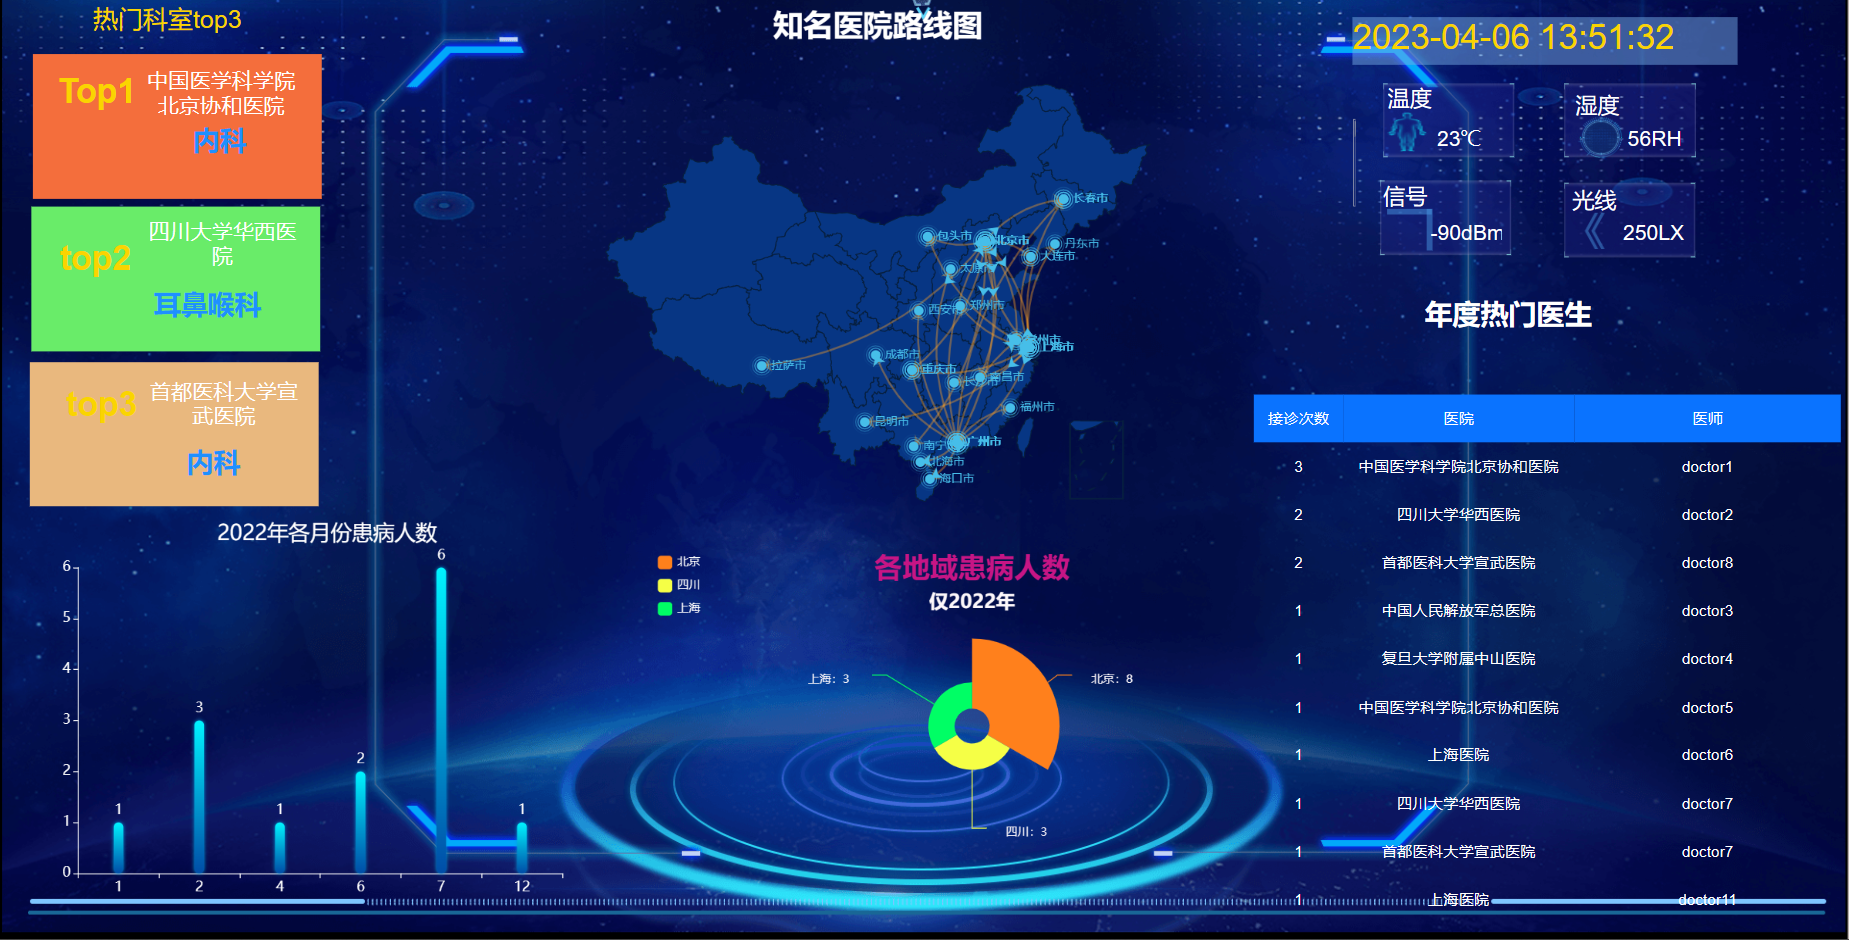 热门科室top3
Top1
中国医学科学院
北京协和医院
内科
top2
四川大学华西医
院
耳鼻喉科
top3
首都医科大学宣
武医院
内科
知名医院路线图
长春市
包头市
北京市
丹东市
大连市
太原市
西安市
郑州市
上海市
拉萨市
成都市
重庆市
长沙市
南昌市
福州市
昆明市
南宁
广州市
北海市
海口市
2023-04-06 13:51:32
温度
23℃
湿度
56RH
信号
-90dBm
光线
250LX
年度热门医生
接诊次数 医院 医师
3 中国医学科学院北京协和医院 doctor1
2 四川大学华西医院 doctor2
2 首都医科大学宣武医院 doctor8
1 中国人民解放军总医院 doctor3
1 复旦大学附属中山医院 doctor4
1 中国医学科学院北京协和医院 doctor5
1 上海医院 doctor6
1 四川大学华西医院 doctor7
1 首都医科大学宣武医院 doctor7
1 上海医院 doctor11
2022年各月份患病人数
6
5
4
3
2
1
0
1
3
1
2
6
1
1 2 4 6 7 12
北京
四川
上海
各地域患病人数
仅2022年
上海: 3
北京: 8
四川: 3